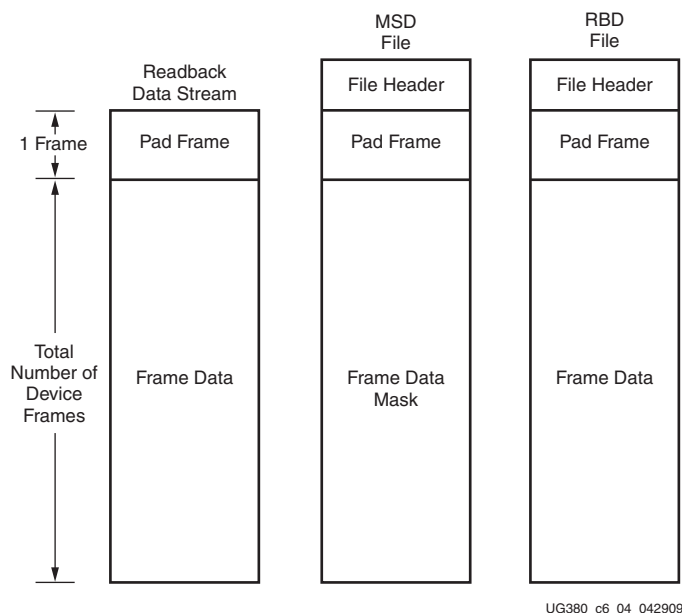 MSD
File
RBD
File
Readback
Data Stream
File Header
File Header
1 Frame
Pad Frame
Pad Frame
Pad Frame
Total
Number of
Device
Frames
Frame Data
Frame Data
Mask
Frame Data
UG380_c6_04_042909